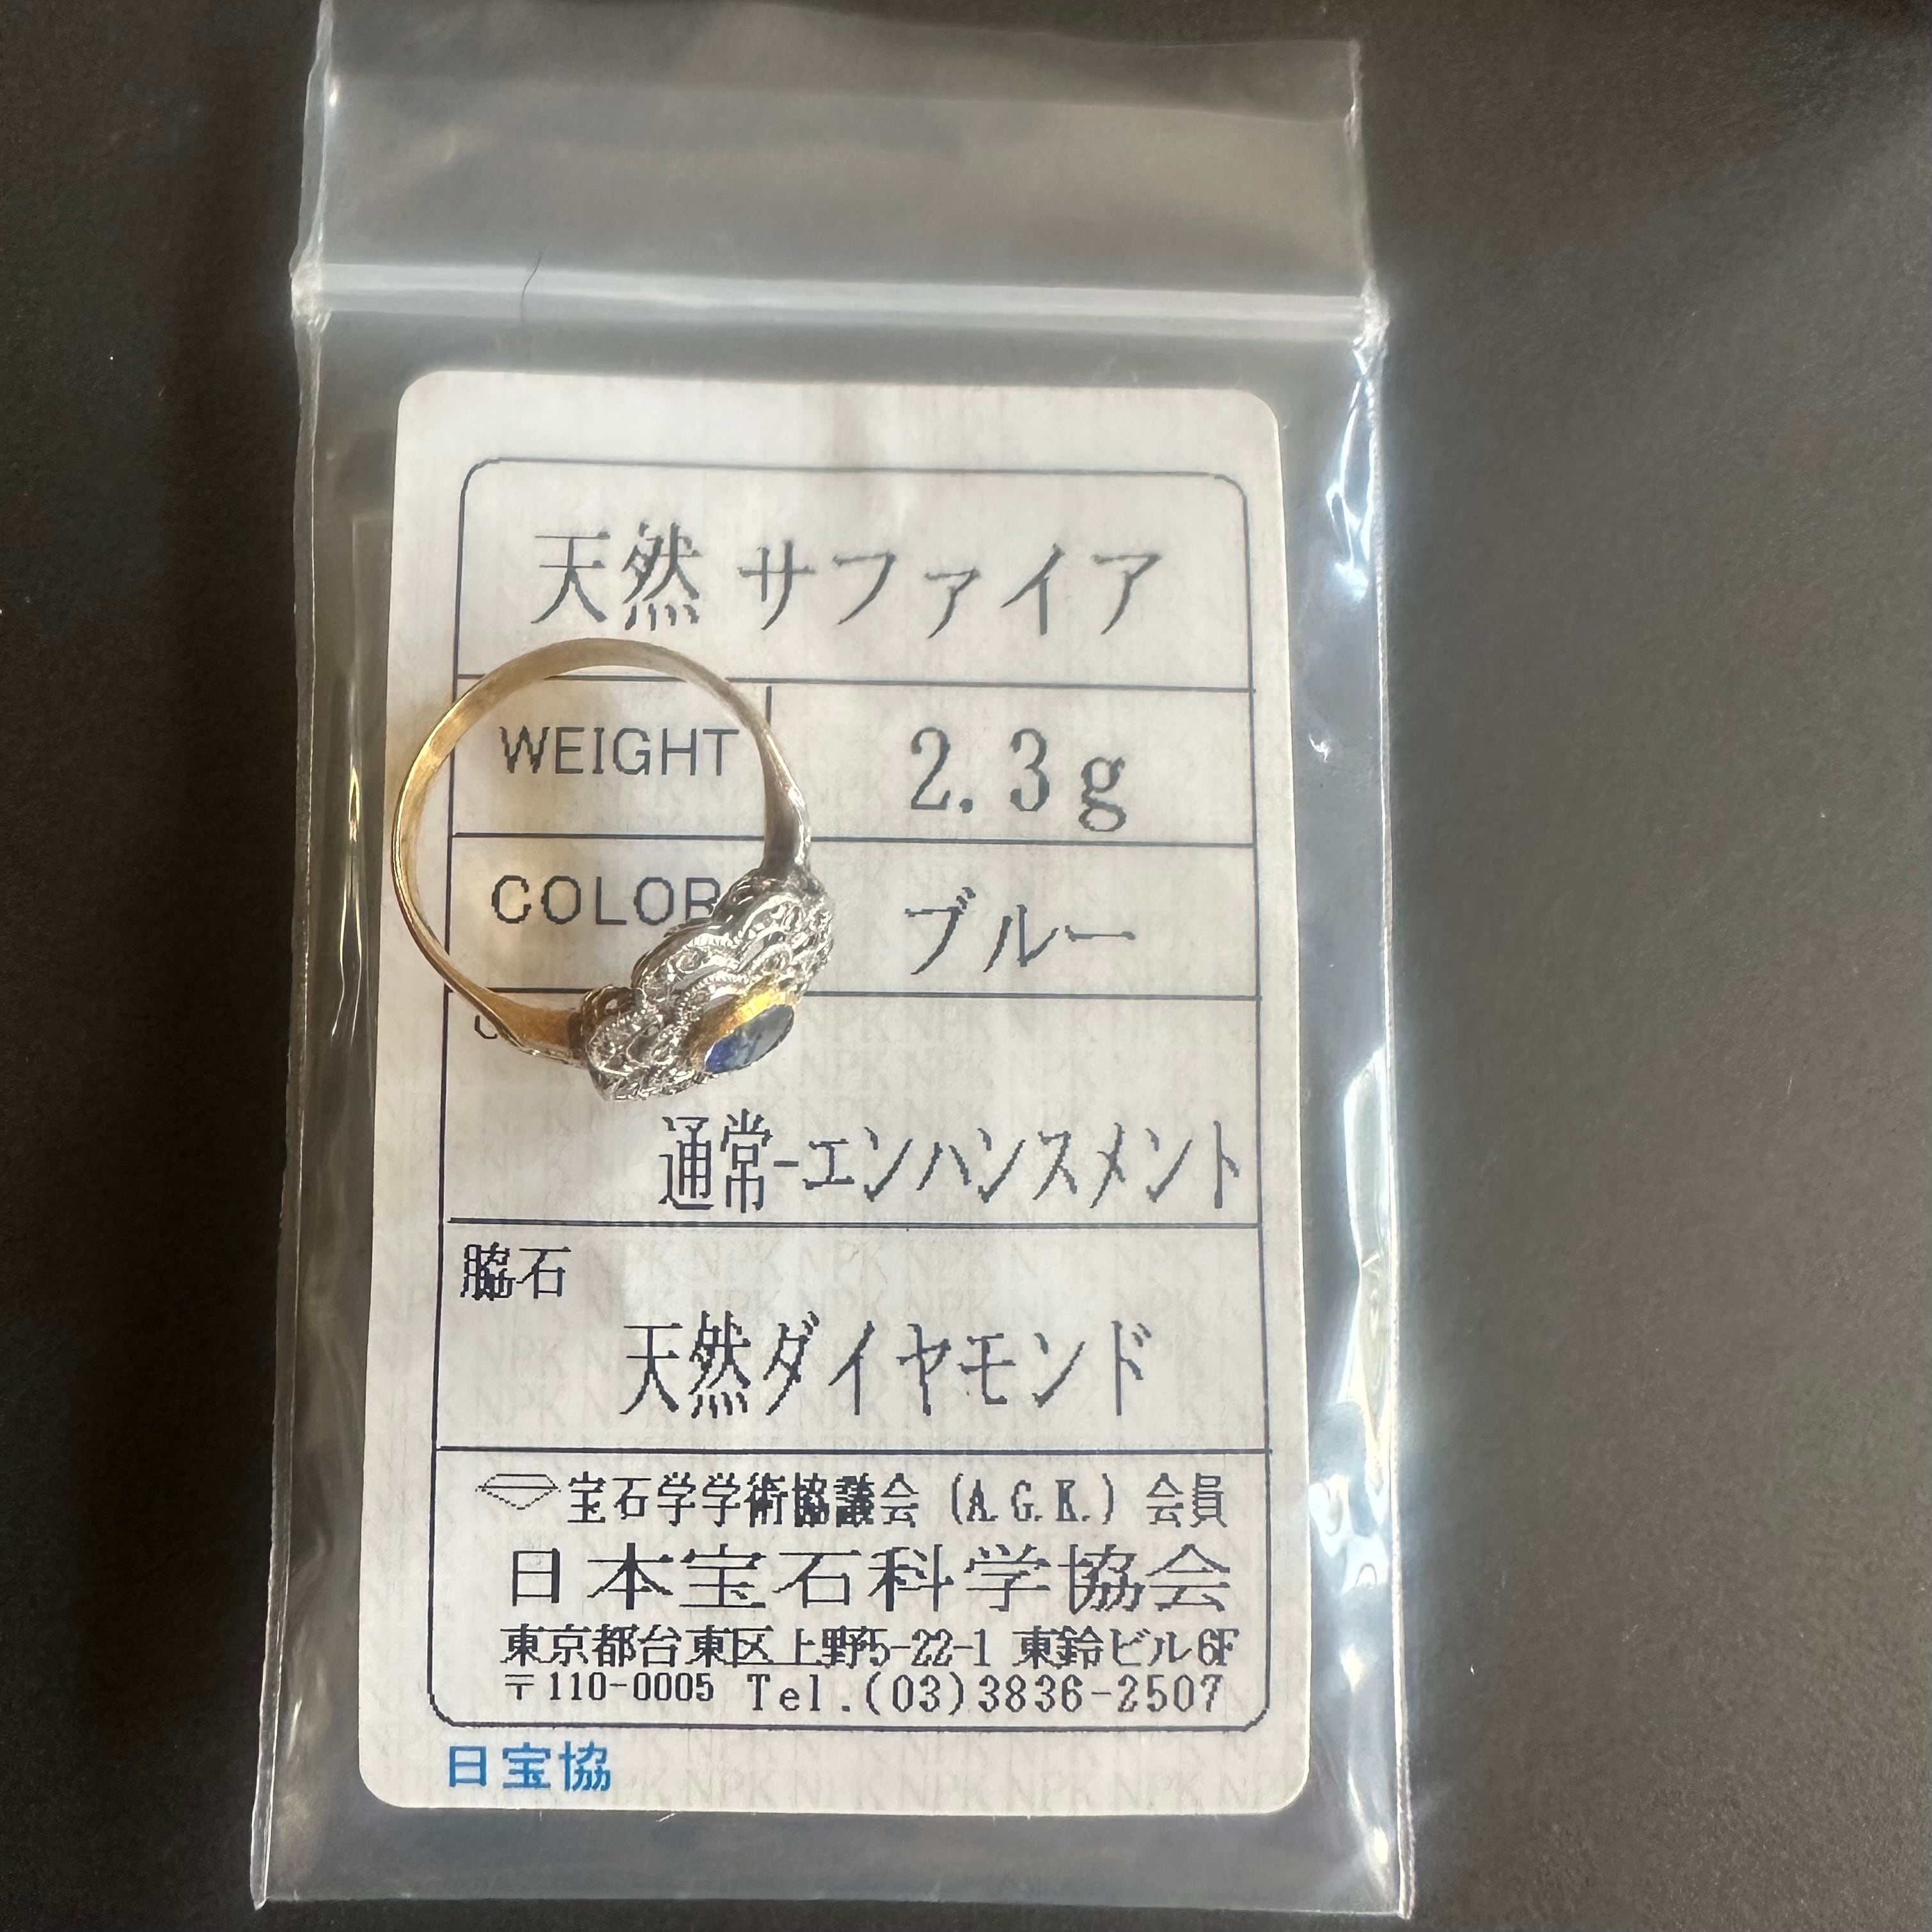 天然 サファイア
WEIGHT 2.3g
COLOR ブルー
通常-エンハンスメント
脇石
天然ダイヤモンド
宝石学学術協議会 (A.G.K.) 会員
日本宝石科学協会
東京都台東区上野5-22-1 東鈴ビル6F
〒110-0005 Tel.(03)3836-2507
日宝協